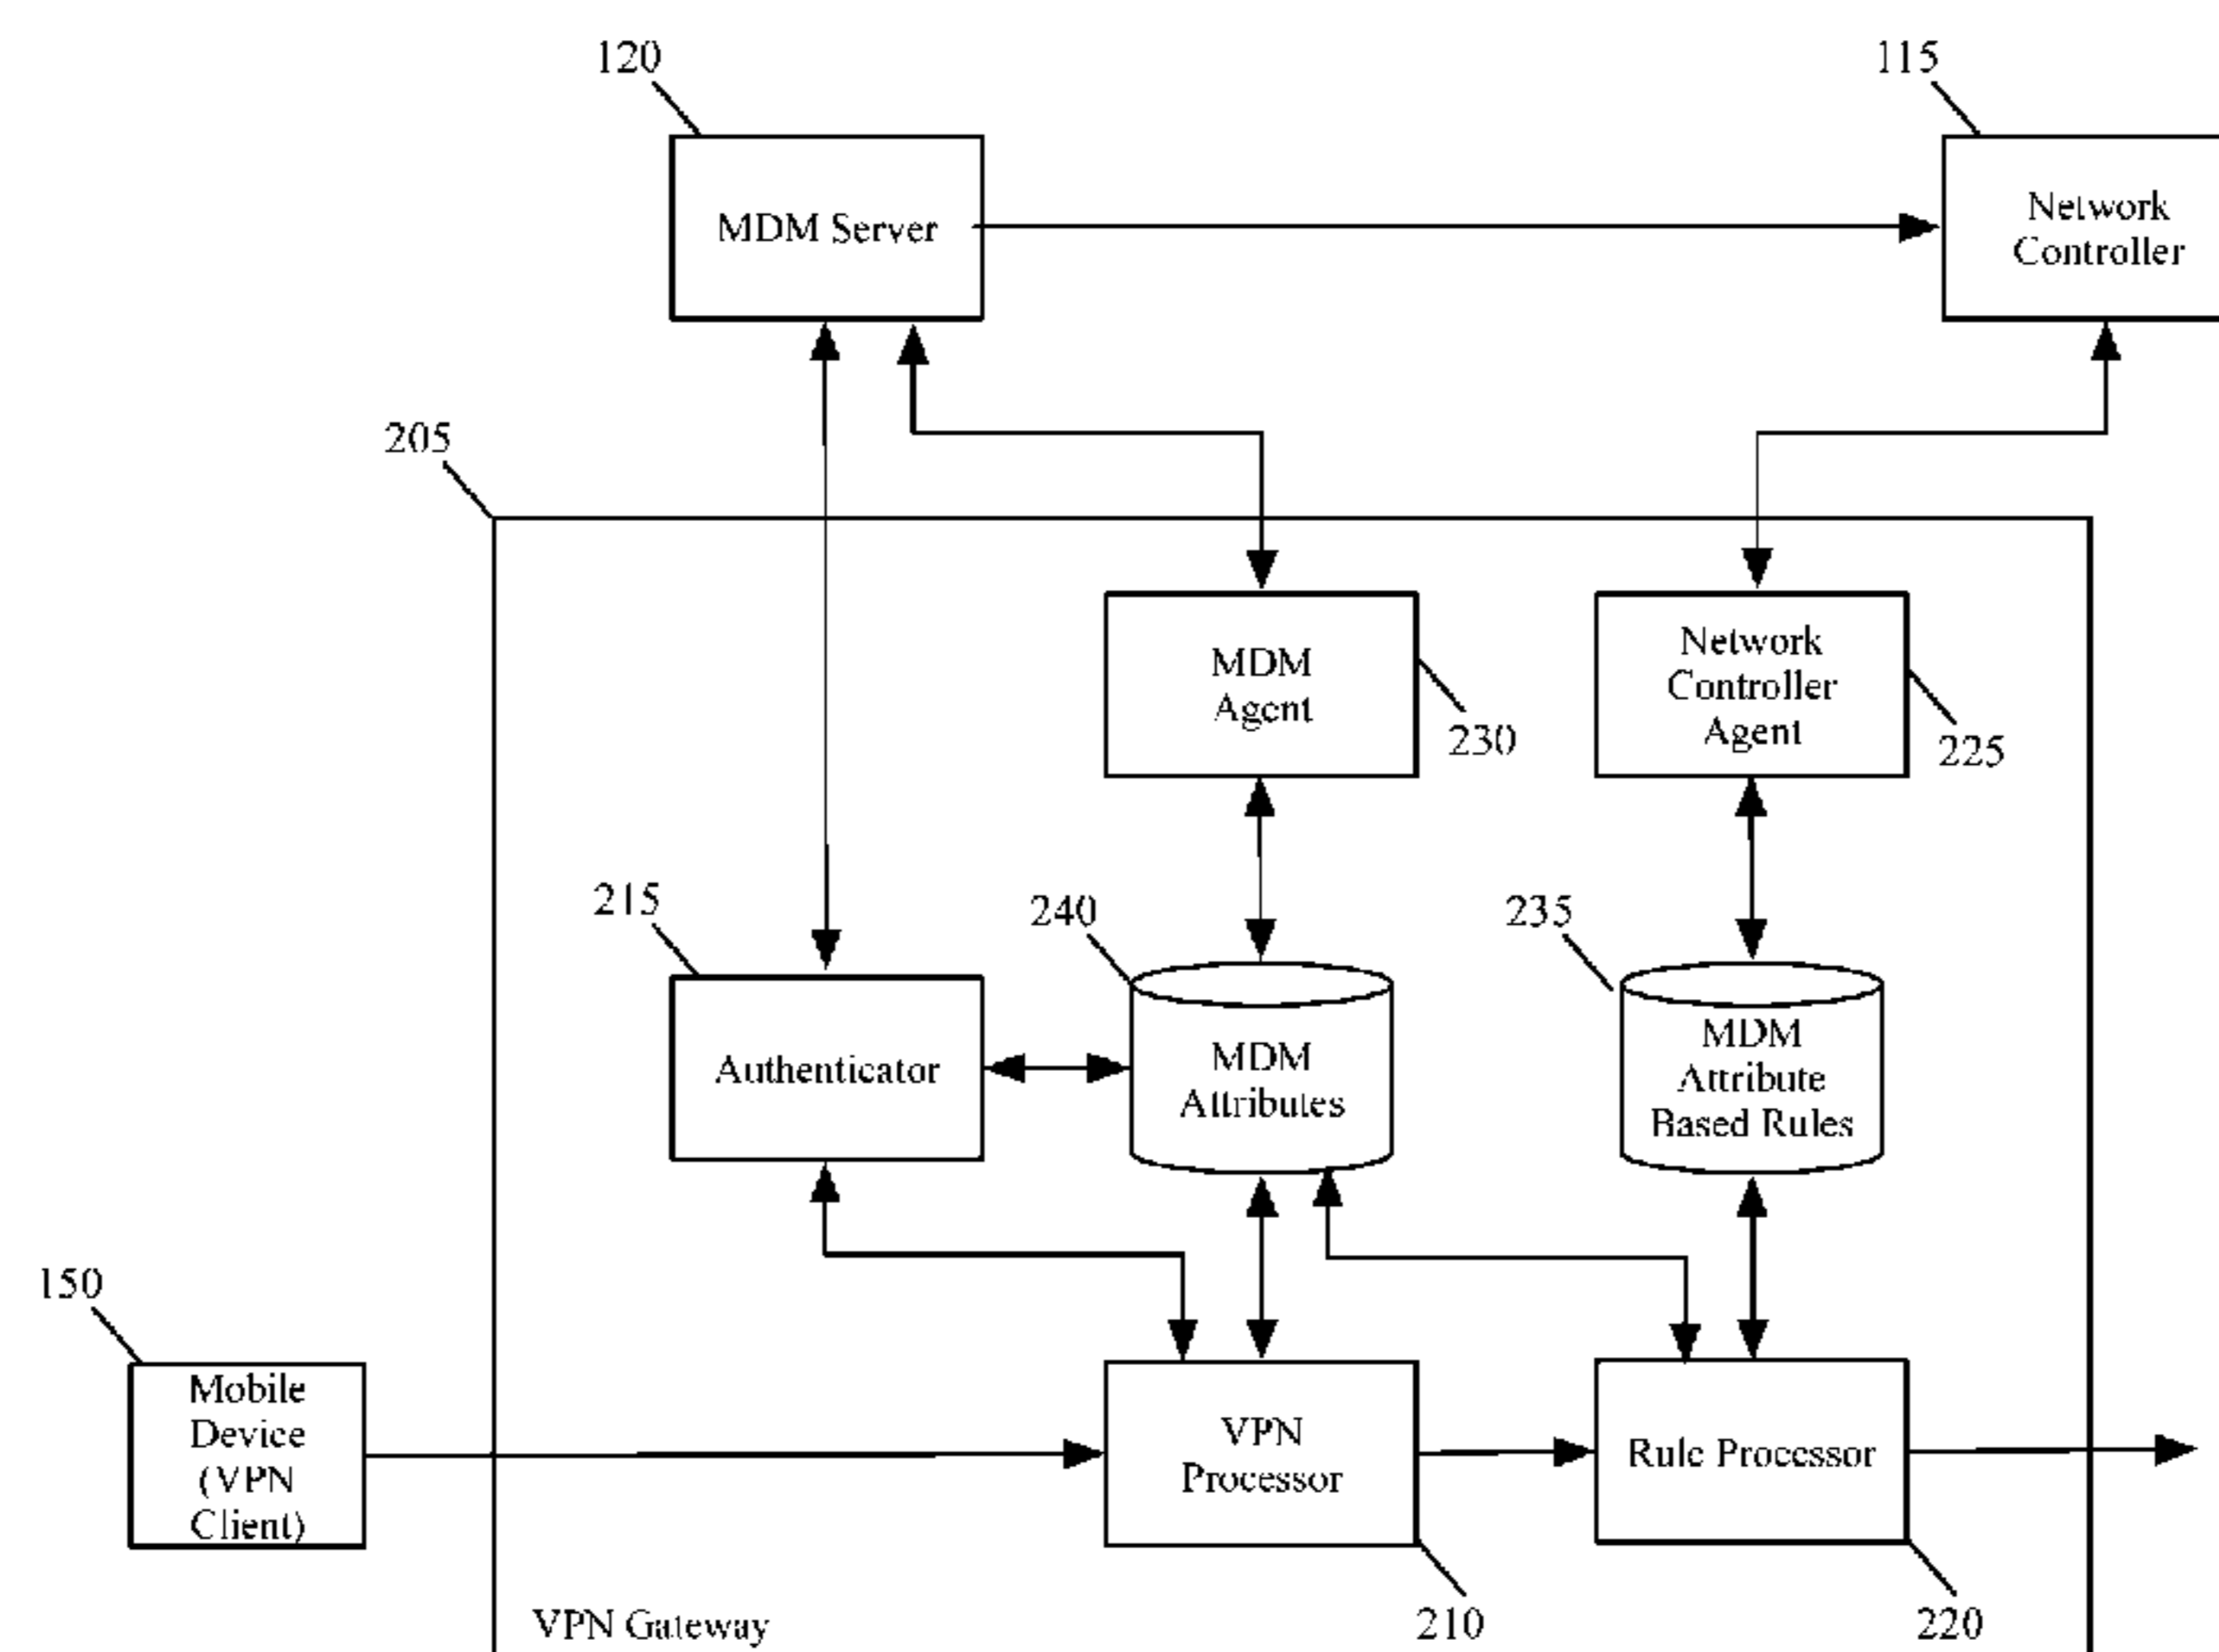 120
115
MDM Server
Network
Controller
205
MDM
Agent
230
Network
Controller
Agent
225
215
240
235
Authenticator
MDM
Attributes
MDM
Attribute
Based Rules
150
Mobile
Device
(VPN
Client)
VPN
Processor
Rule Processor
VPN Gateway
210
220